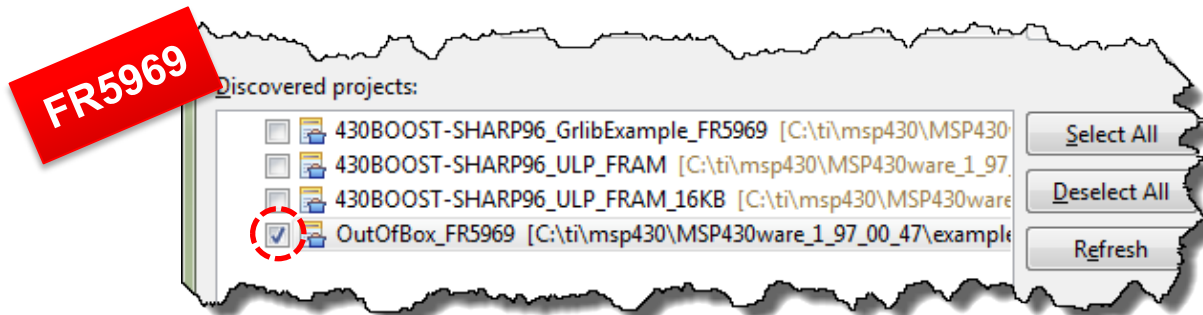 FR5969
Discovered projects:
430BOOST-SHARP96_GrlibExample_FR5969 [C:\ti\msp430\MSP430
430BOOST-SHARP96_ULP_FRAM [C:\ti\msp430\MSP430ware_1_97
430BOOST-SHARP96_ULP_FRAM_16KB [C:\ti\msp430\MSP430ware
OutOfBox_FR5969 [C:\ti\msp430\MSP430ware_1_97_00_47\example
Select All
Deselect All
Refresh